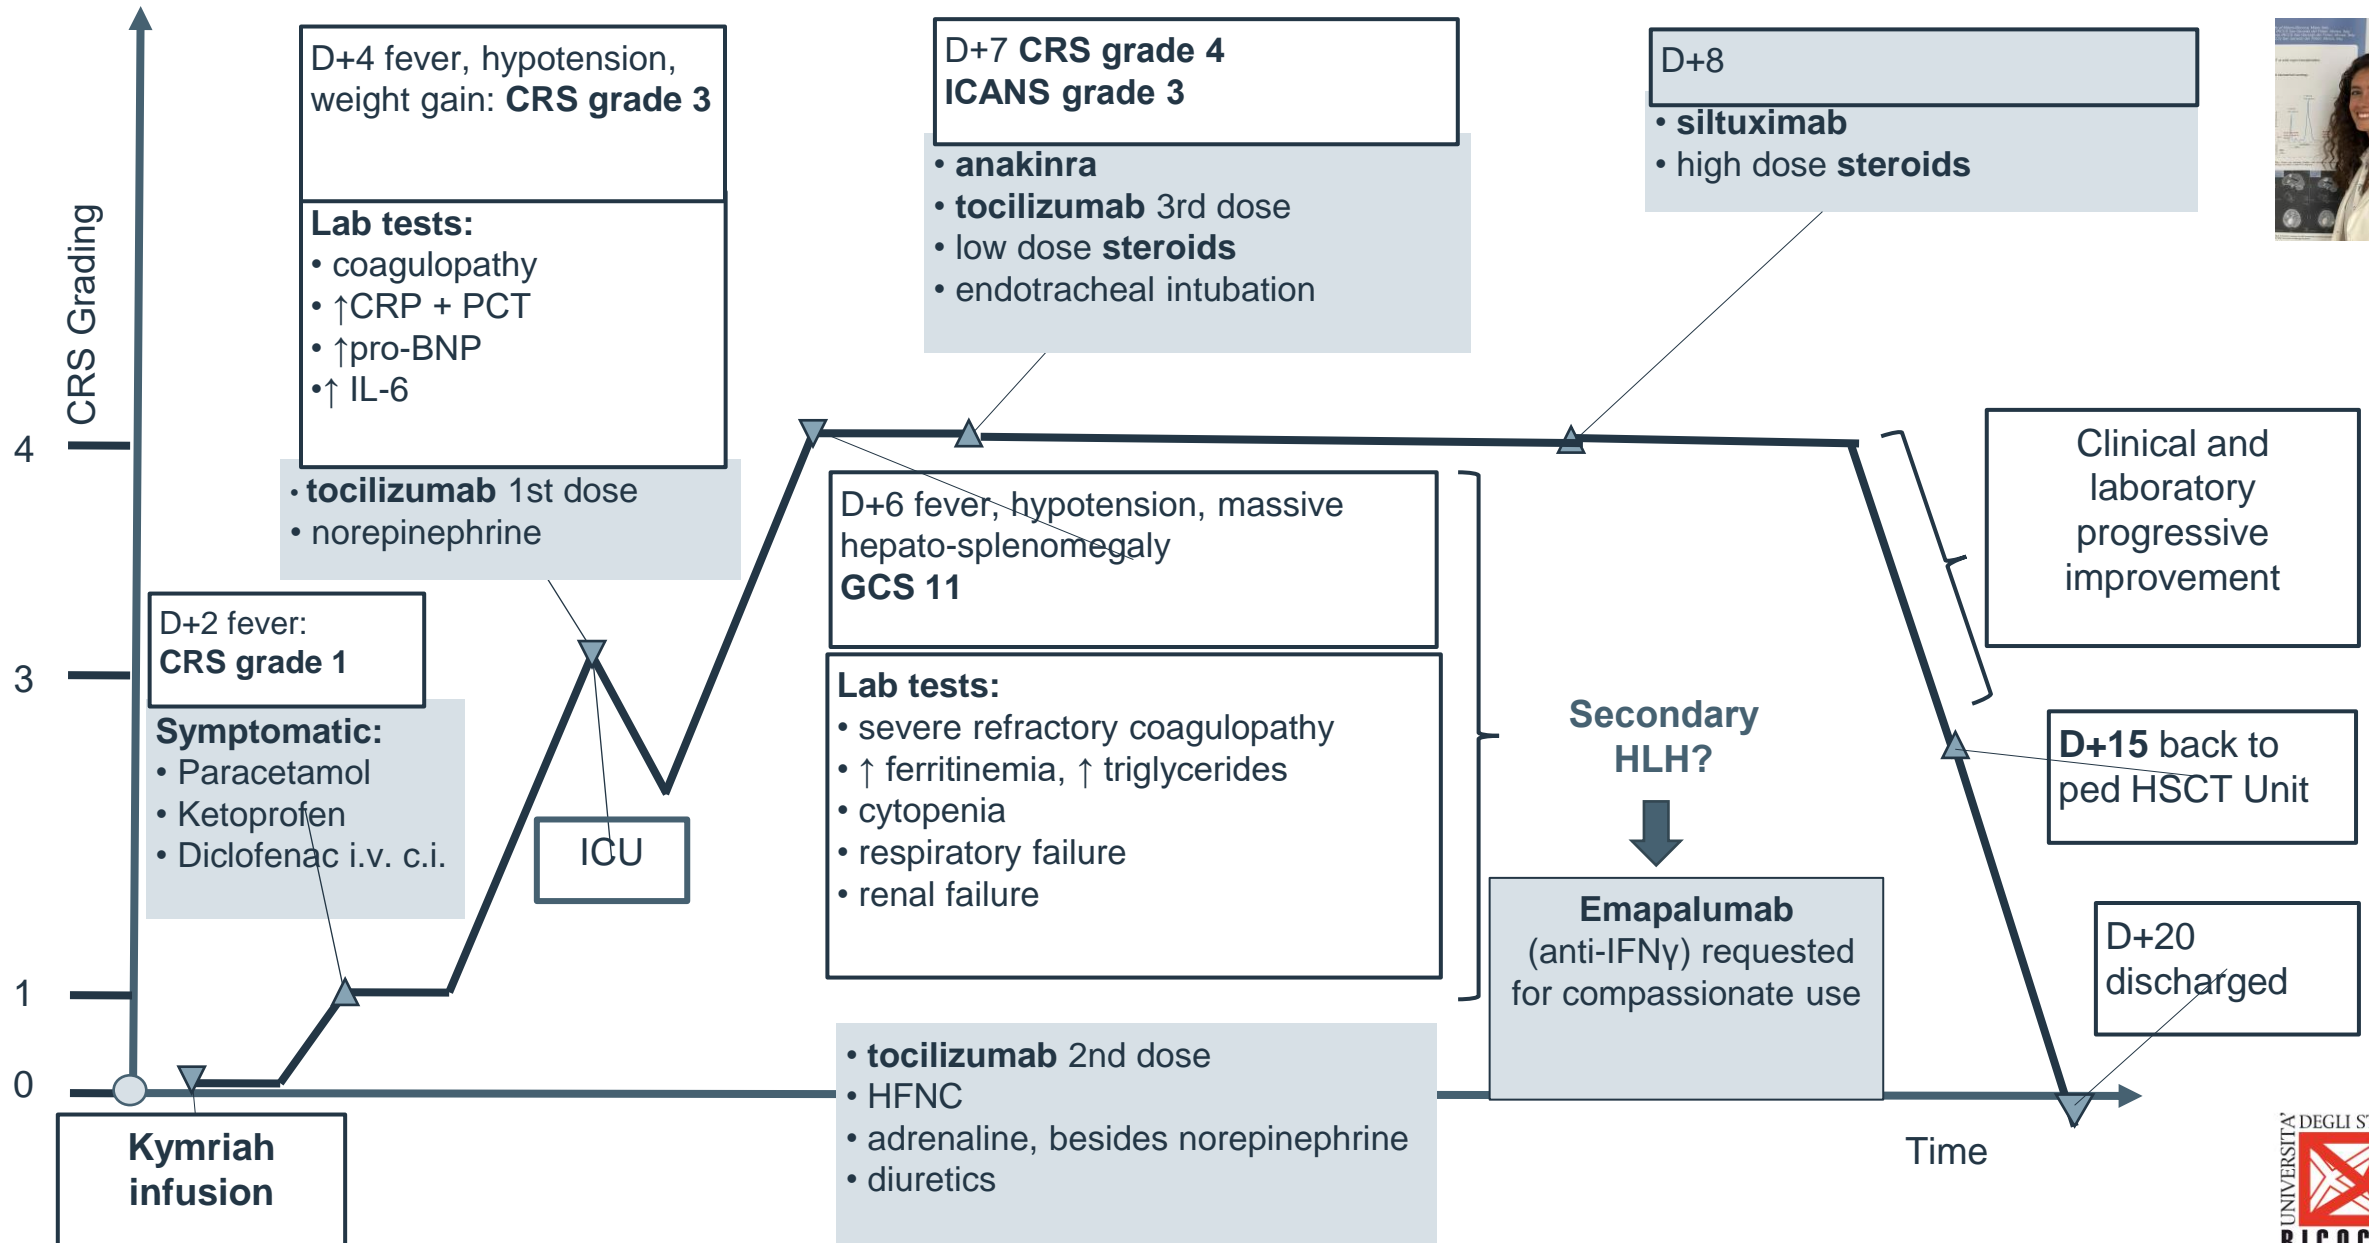 CRS Grading
4
3
1
0
D+4 fever, hypotension,
weight gain: CRS grade 3
Lab tests:
• coagulopathy
• ↑CRP + PCT
• ↑pro-BNP
•↑ IL-6
• tocilizumab 1st dose
• norepinephrine
D+2 fever:
CRS grade 1
Symptomatic:
• Paracetamol
• Ketoprofen
• Diclofenac i.v. c.i.
Kymriah
infusion
ICU
D+7 CRS grade 4
ICANS grade 3
• anakinra
• tocilizumab 3rd dose
• low dose steroids
• endotracheal intubation
D+6 fever, hypotension, massive
hepato-splenomegaly
GCS 11
Lab tests:
• severe refractory coagulopathy
• ↑ ferritinemia, ↑ triglycerides
• cytopenia
• respiratory failure
• renal failure
• tocilizumab 2nd dose
• HFNC
• adrenaline, besides norepinephrine
• diuretics
D+8
• siltuximab
• high dose steroids
Secondary
HLH?
Emapalumab
(anti-IFNγ) requested
for compassionate use
Clinical and
laboratory
progressive
improvement
D+15 back to
ped HSCT Unit
D+20
discharged
Time
UNIVERSITA'
DEGLI